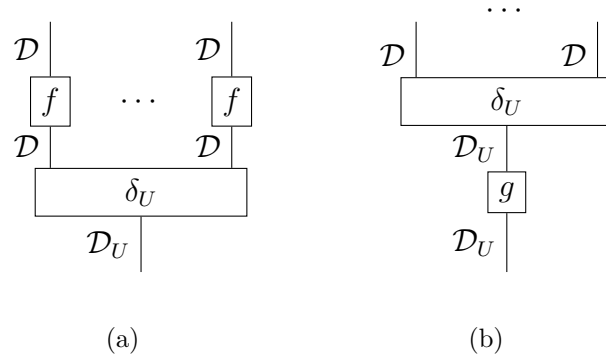 ...
𝒟 𝒟 𝒟 𝒟
f ... f δ_U
𝒟 𝒟 𝒟_U
δ_U g
𝒟_U 𝒟_U
(a) (b)